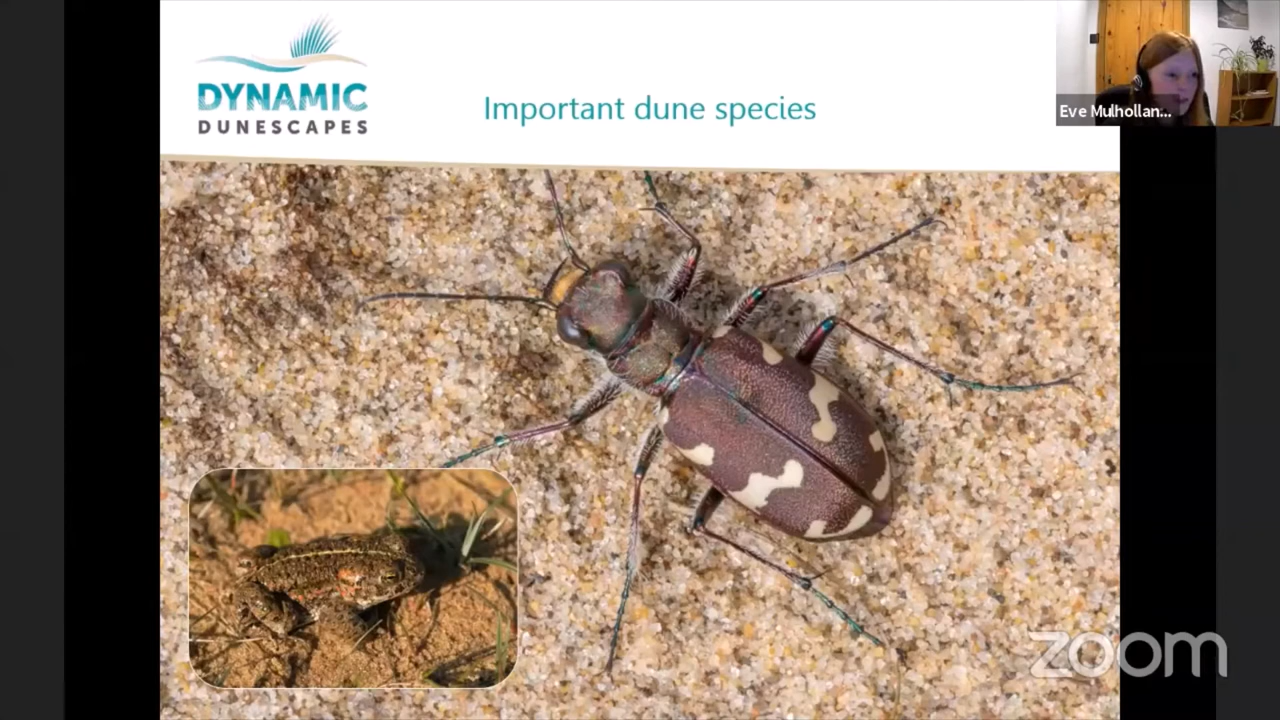 DYNAMIC
DUNESCAPES
Important dune species
Eve Mulhollan...
zoom